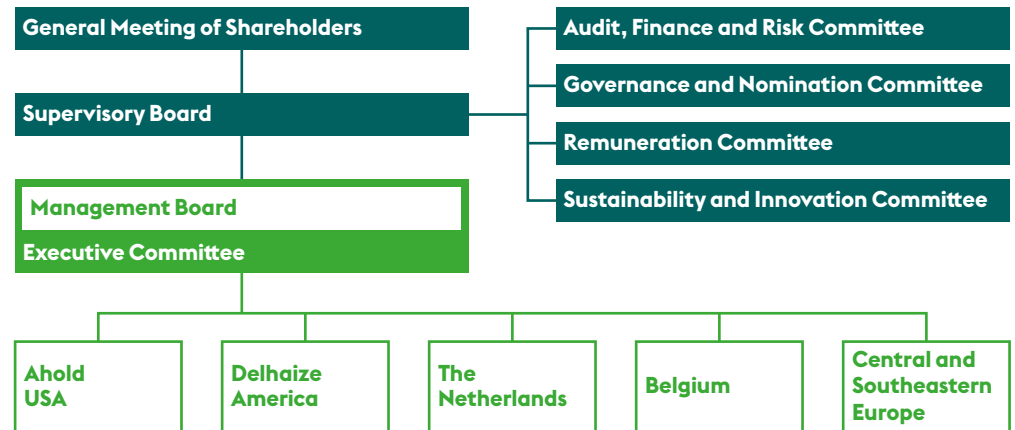 General Meeting of Shareholders
Supervisory Board
Audit, Finance and Risk Committee
Governance and Nomination Committee
Remuneration Committee
Sustainability and Innovation Committee
Management Board
Executive Committee
Ahold
USA
Delhaize
America
The
Netherlands
Belgium
Central and
Southeastern
Europe